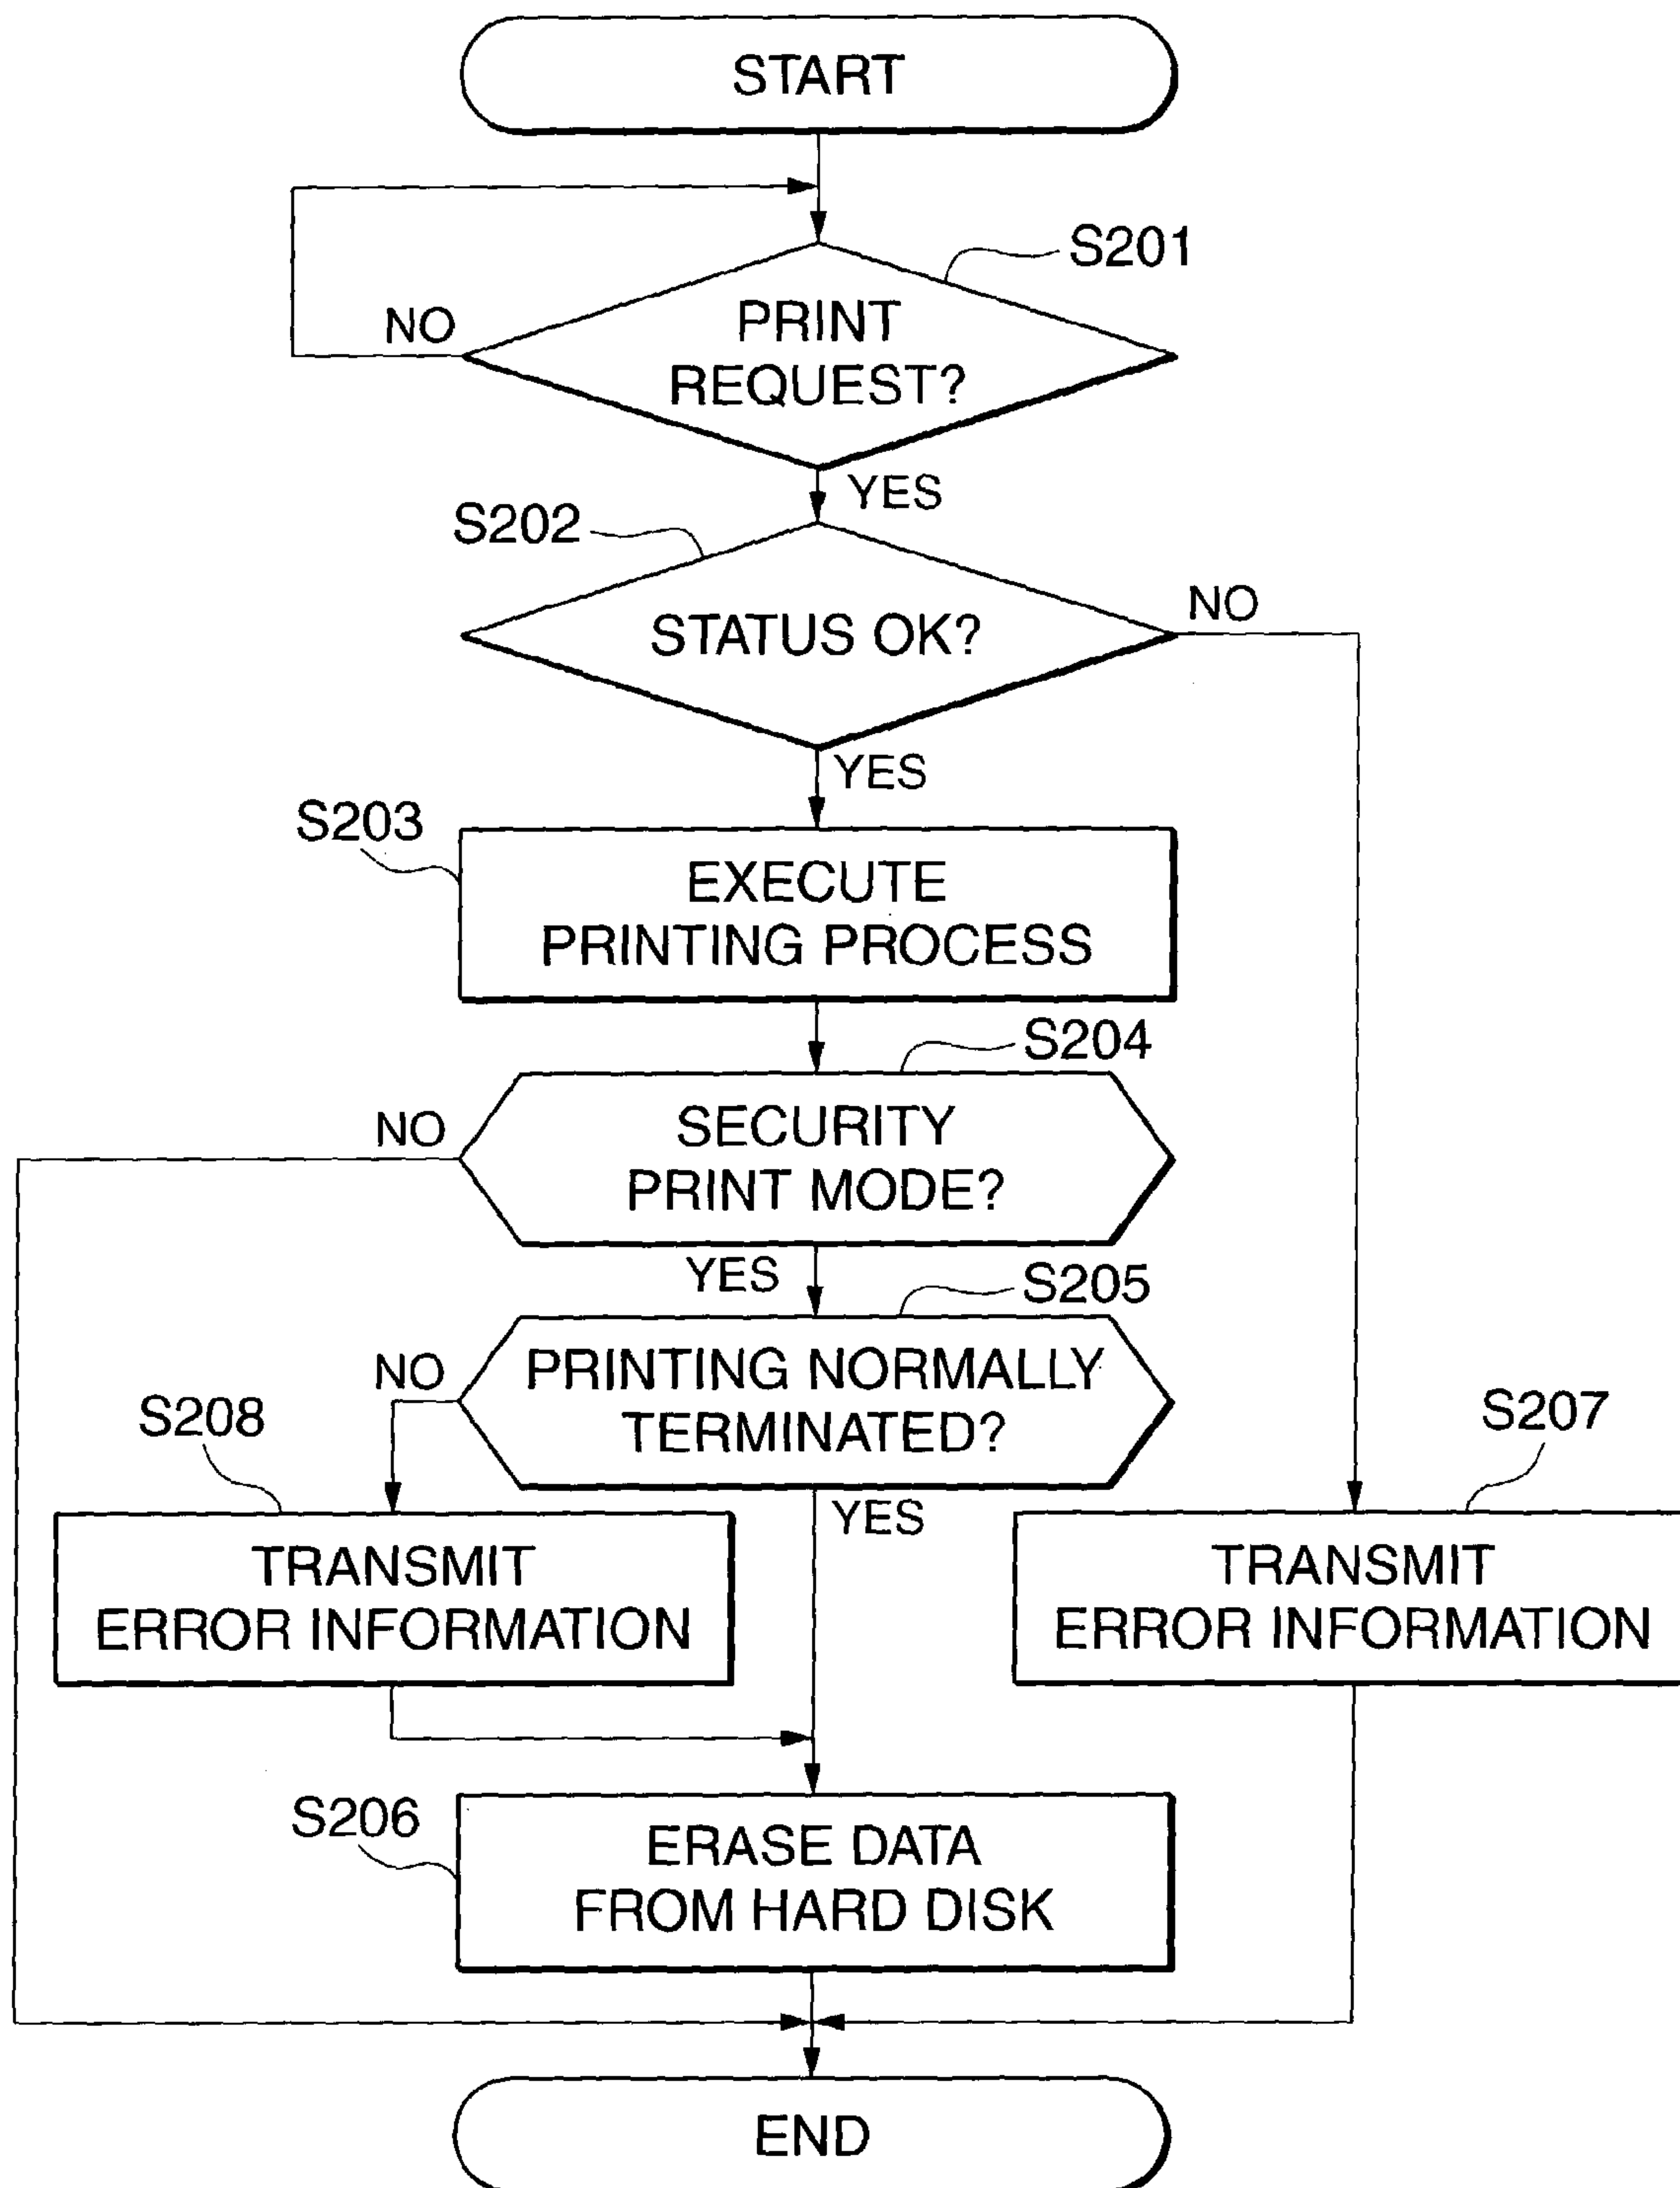 START
S201
PRINT
REQUEST?
NO
YES
S202
STATUS OK?
NO
YES
S203
EXECUTE
PRINTING PROCESS
S204
SECURITY
PRINT MODE?
NO
YES
S205
PRINTING NORMALLY
TERMINATED?
NO
YES
S208
TRANSMIT
ERROR INFORMATION
S207
TRANSMIT
ERROR INFORMATION
S206
ERASE DATA
FROM HARD DISK
END